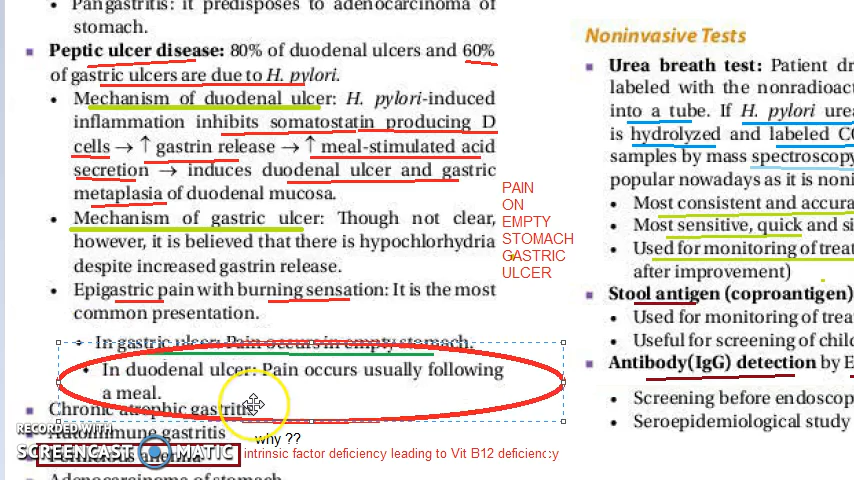 Pangastritis: it predisposes to adenocarcinoma of
stomach.
Peptic ulcer disease: 80% of duodenal ulcers and 60%
of gastric ulcers are due to H. pylori.
Mechanism of duodenal ulcer: H. pylori-induced
inflammation inhibits somatostatin producing D
cells → ↑ gastrin release → ↑ meal-stimulated acid
secretion → induces duodenal ulcer and gastric
metaplasia of duodenal mucosa.
Mechanism of gastric ulcer: Though not clear,
however, it is believed that there is hypochlorhydria
despite increased gastrin release.
Epigastric pain with burning sensation: It is the most
common presentation.
In gastric ulcer: Pain occurs in empty stomach.
In duodenal ulcer: Pain occurs usually following
a meal.
Chronic atrophic gastritis
Autoimmune gastritis
why ??
Pernicious anemia
intrinsic factor deficiency leading to Vit B12 deficiency
Adenocarcinoma of stomach
RECORDED WITH
SCREENCAST MATIC
PAIN
ON
EMPTY
STOMACH
GASTRIC
ULCER
Noninvasive Tests
Urea breath test: Patient
labeled with the nonradioact
into a tube. If H. pylori
is hydrolyzed and labeled
samples by mass spectroscopy
popular nowadays as it is
Most consistent and accura
Most sensitive, quick and
Used for monitoring of treat
after improvement)
Stool antigen (coproantigen)
Used for monitoring of trea
Useful for screening of
Antibody(IgG) detection by E
Screening before endoscop
Seroepidemiological study